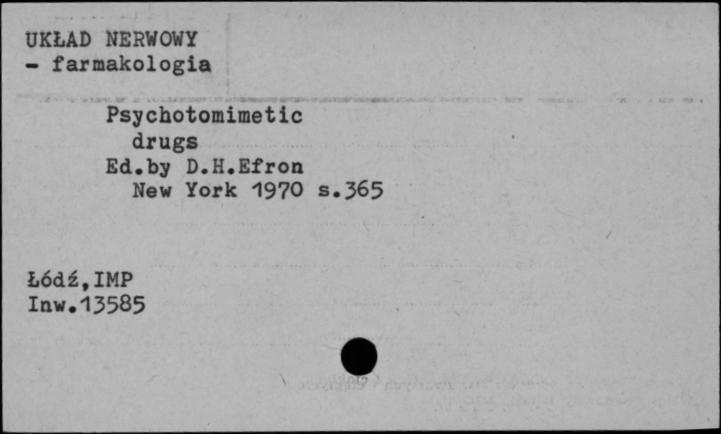 UKŁAD NERWOWY
- farmakologia
Psychotomimetic
drugs
Ed.by D.H.Efron
New York 1970 s.365
Łódź,IMP
Inw.13585